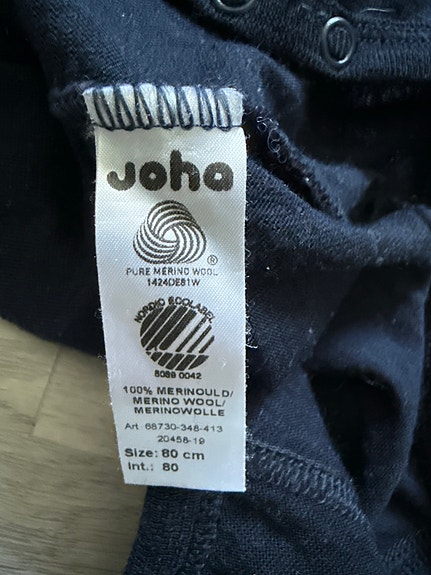 Joha
®
PURE MERINO WOOL
1424DE81W
NORDIC ECOLABEL
5089 0042
100% MERINOULD/
MERINO WOOL/
MERINOWOLLE
Art. 68730-348-413
20458-19
Size: 80 cm
Int.: 80